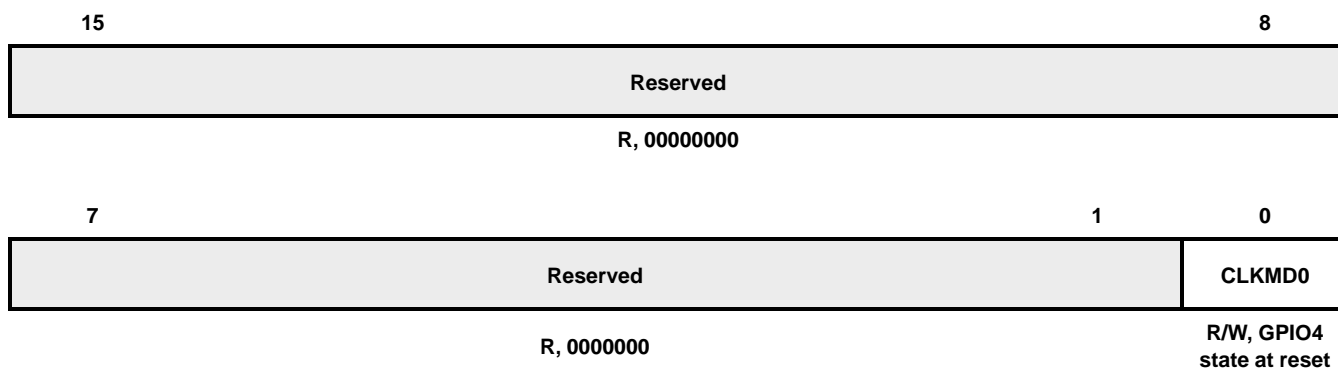 15 8
Reserved
R, 00000000
7 1 0
Reserved CLKMD0
R, 0000000 R/W, GPIO4
state at reset